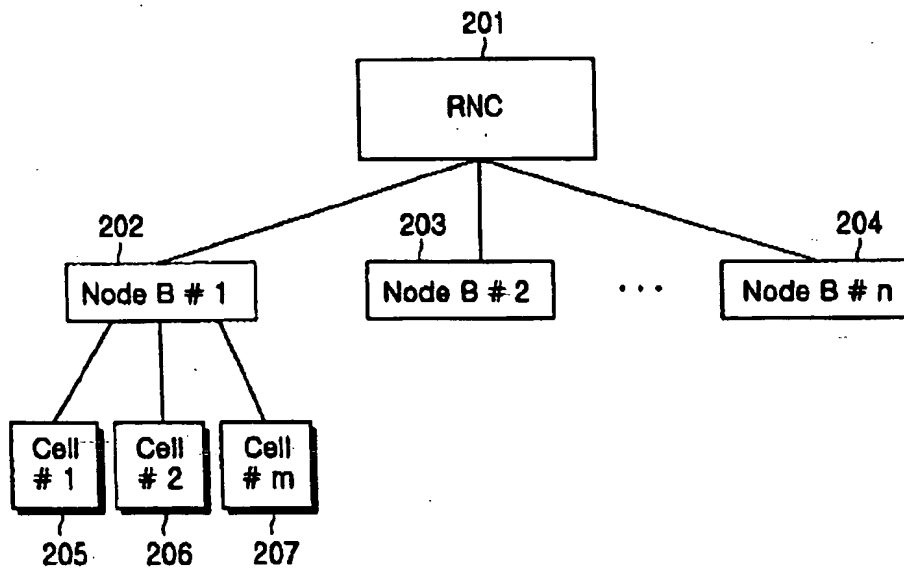 201
RNC
202
203
204
Node B # 1
Node B # 2
...
Node B # n
Cell
# 1
Cell
# 2
Cell
# m
205
206
207